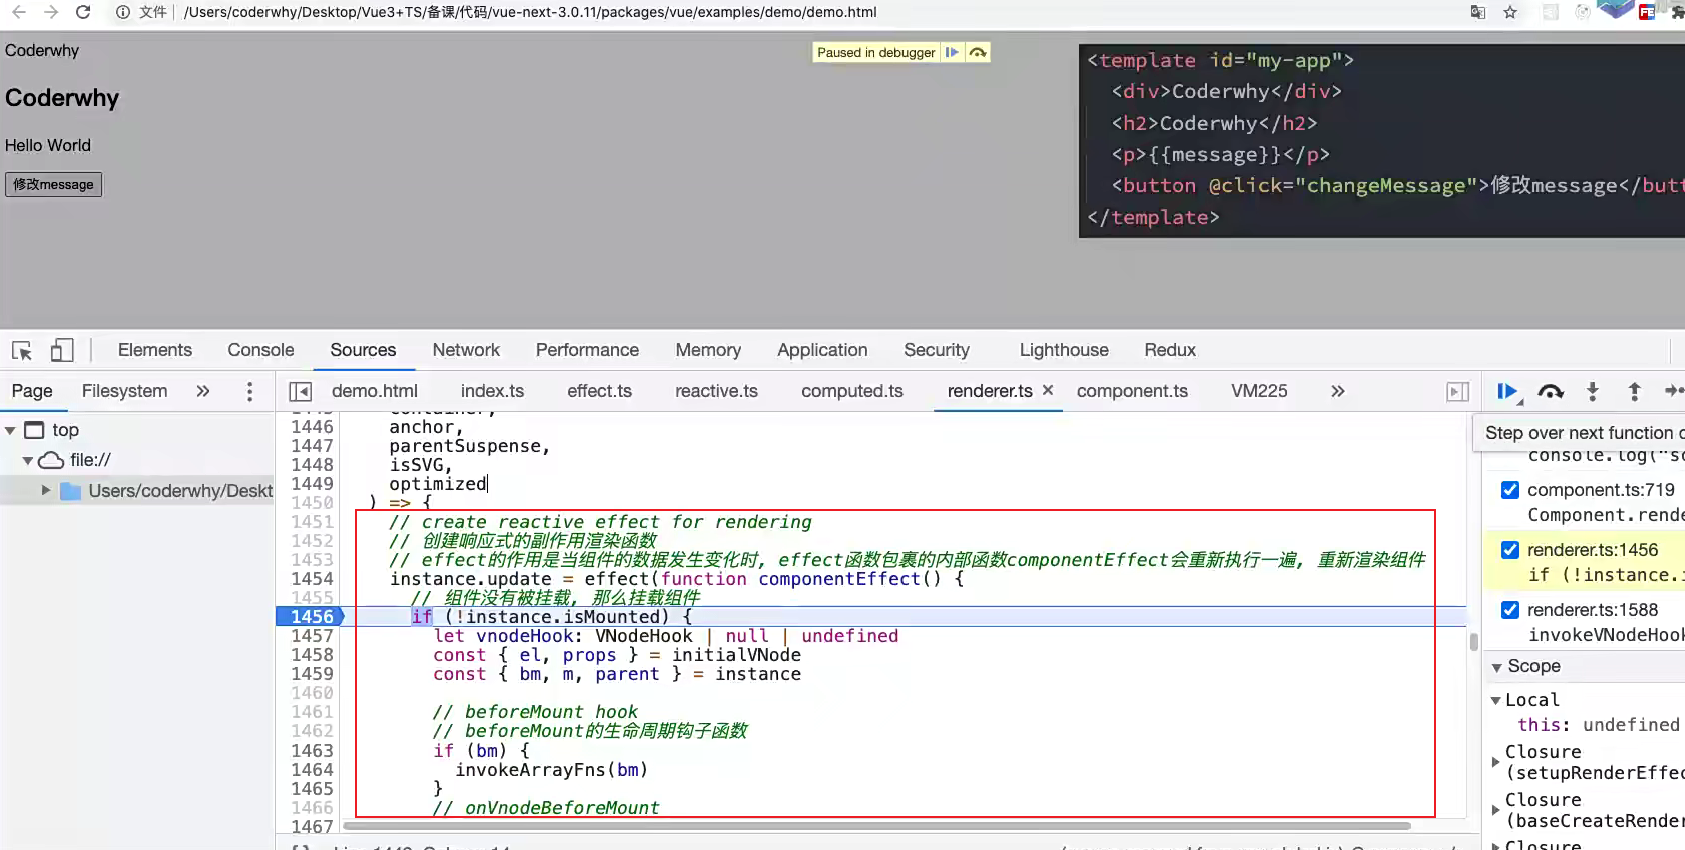 文件 /Users/coderwhy/Desktop/Vue3+TS/备课/代码/vue-next-3.0.11/packages/vue/examples/demo/demo.html
Coderwhy
Coderwhy
Hello World
修改message
Paused in debugger
<template id="my-app">
<div>Coderwhy</div>
<h2>Coderwhy</h2>
<p>{{message}}</p>
<button @click="changeMessage">修改message</butt
</template>
Elements Console Sources Network Performance Memory Application Security Lighthouse Redux
Page Filesystem » demo.html index.ts effect.ts reactive.ts computed.ts renderer.ts × component.ts VM225 »
top
file://
Users/coderwhy/Deskt
1446 anchor,
1447 parentSuspense,
1448 isSVG,
1449 optimized
1450 ) => {
1451 // create reactive effect for rendering
1452 // 创建响应式的副作用渲染函数
1453 // effect的作用是当组件的数据发生变化时, effect函数包裹的内部函数componentEffect会重新执行一遍, 重新渲染组件
1454 instance.update = effect(function componentEffect() {
1455 // 组件没有被挂载, 那么挂载组件
1456 if (!instance.isMounted) {
1457 let vnodeHook: VNodeHook | null | undefined
1458 const { el, props } = initialVNode
1459 const { bm, m, parent } = instance
1460
1461 // beforeMount hook
1462 // beforeMount的生命周期钩子函数
1463 if (bm) {
1464 invokeArrayFns(bm)
1465 }
1466 // onVnodeBeforeMount
1467
Step over next function c
console.log("so
component.ts:719
Component.rende
renderer.ts:1456
if (!instance.i
renderer.ts:1588
invokeVNodeHook
Scope
Local
this: undefined
Closure
(setupRenderEffec
Closure
(baseCreateRender
Closure